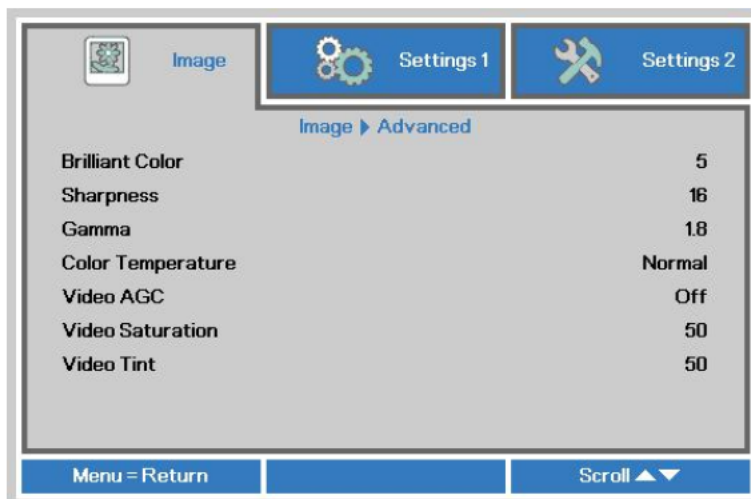 Image Settings 1 Settings 2
Image ▶ Advanced
Brilliant Color 5
Sharpness 16
Gamma 1.8
Color Temperature Normal
Video AGC Off
Video Saturation 50
Video Tint 50
Menu = Return Scroll ▲▼